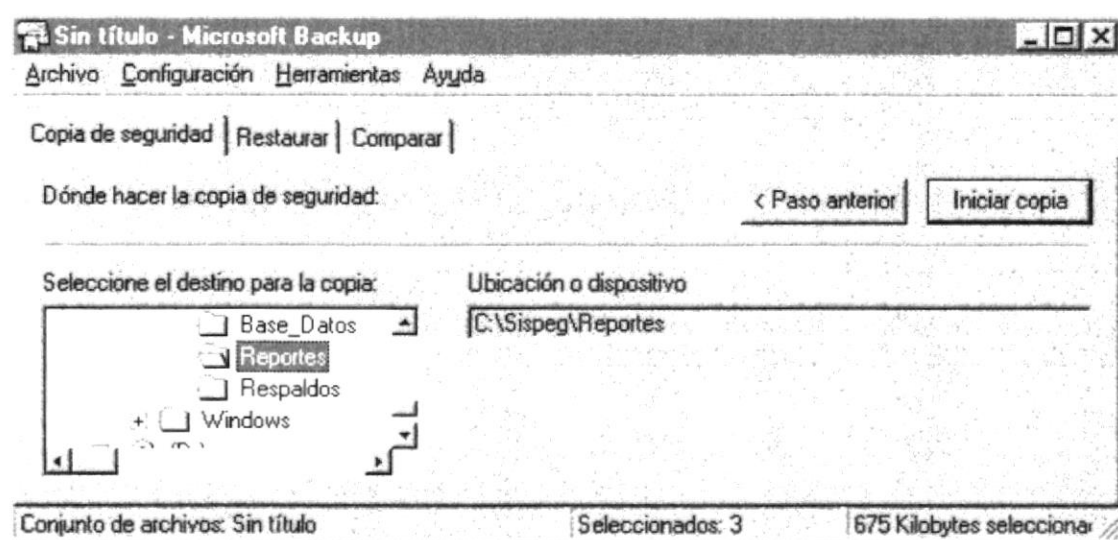 Sin título - Microsoft Backup
Archivo Configuración Herramientas Ayuda
Copia de seguridad Restaurar Comparar
Dónde hacer la copia de seguridad:
< Paso anterior
Iniciar copia
Seleccione el destino para la copia:
Ubicación o dispositivo
Base_Datos
C:\Sispeg\Reportes
Reportes
Respaldos
Windows
Conjunto de archivos: Sin título
Seleccionados: 3
675 Kilobytes seleccionar